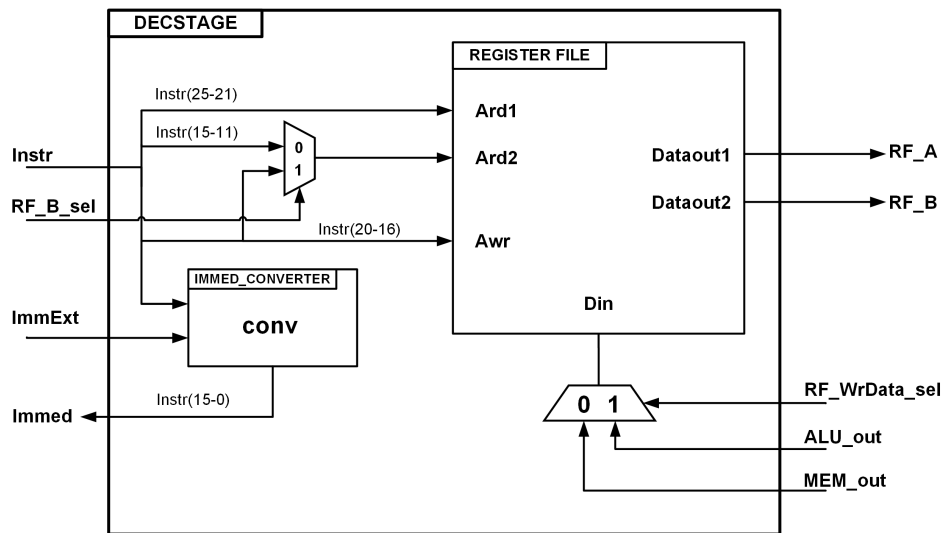 DECSTAGE
REGISTER FILE
Instr(25-21)
Ard1
Instr(15-11)
Instr
0
1
Ard2
Dataout1
RF_A
RF_B_sel
Dataout2
RF_B
Instr(20-16)
Awr
IMMED_CONVERTER
conv
ImmExt
Din
Instr(15-0)
Immed
0 1
RF_WrData_sel
ALU_out
MEM_out